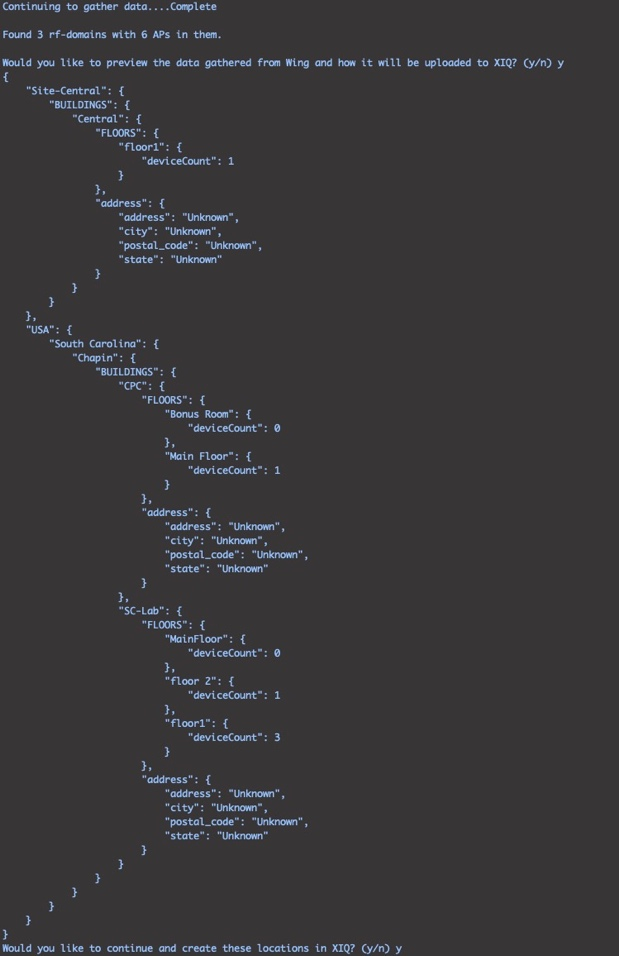 Continuing to gather data....Complete
Found 3 rf-domains with 6 APs in them.
Would you like to preview the data gathered from Wing and how it will be uploaded to XIQ? (y/n) y
{
    "Site-Central": {
        "BUILDINGS": {
            "Central": {
                "FLOORS": {
                    "floor1": {
                        "deviceCount": 1
                    }
                },
                "address": {
                    "address": "Unknown",
                    "city": "Unknown",
                    "postal_code": "Unknown",
                    "state": "Unknown"
                }
            }
        }
    },
    "USA": {
        "South Carolina": {
            "Chapin": {
                "BUILDINGS": {
                    "CPC": {
                        "FLOORS": {
                            "Bonus Room": {
                                "deviceCount": 0
                            },
                            "Main Floor": {
                                "deviceCount": 1
                            }
                        },
                        "address": {
                            "address": "Unknown",
                            "city": "Unknown",
                            "postal_code": "Unknown",
                            "state": "Unknown"
                        }
                    },
                    "SC-Lab": {
                        "FLOORS": {
                            "MainFloor": {
                                "deviceCount": 0
                            },
                            "floor 2": {
                                "deviceCount": 1
                            },
                            "floor1": {
                                "deviceCount": 3
                            }
                        },
                        "address": {
                            "address": "Unknown",
                            "city": "Unknown",
                            "postal_code": "Unknown",
                            "state": "Unknown"
                        }
                    }
                }
            }
        }
    }
}
Would you like to continue and create these locations in XIQ? (y/n) y